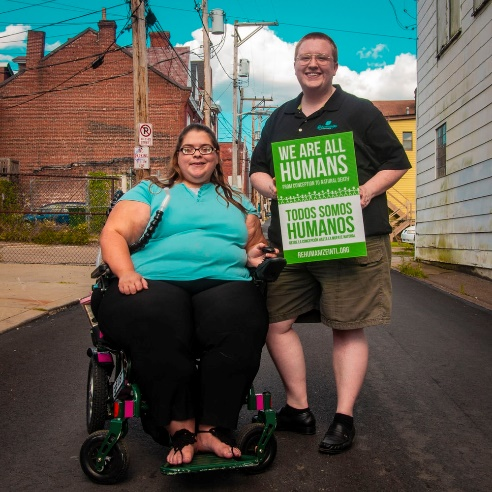 WE ARE ALL
HUMANS
FROM CONCEPTION TO NATURAL DEATH
TODOS SOMOS
HUMANOS
DESDE LA CONCEPCIÓN HASTA LA MUERTE NATURAL
REHUMANIZEINTL.ORG